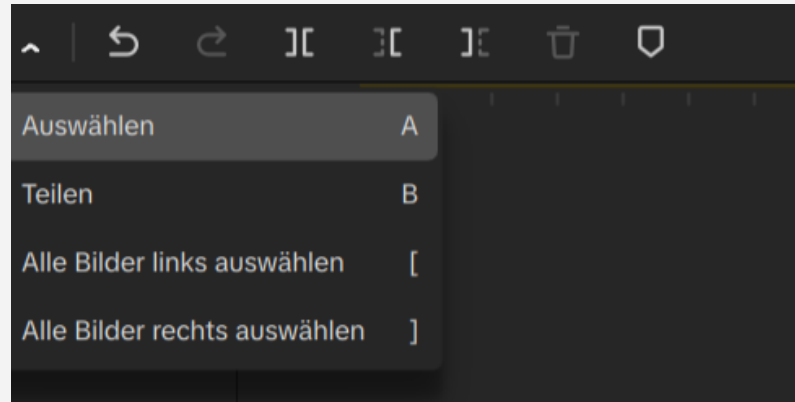 Auswählen A
Teilen B
Alle Bilder links auswählen [
Alle Bilder rechts auswählen ]